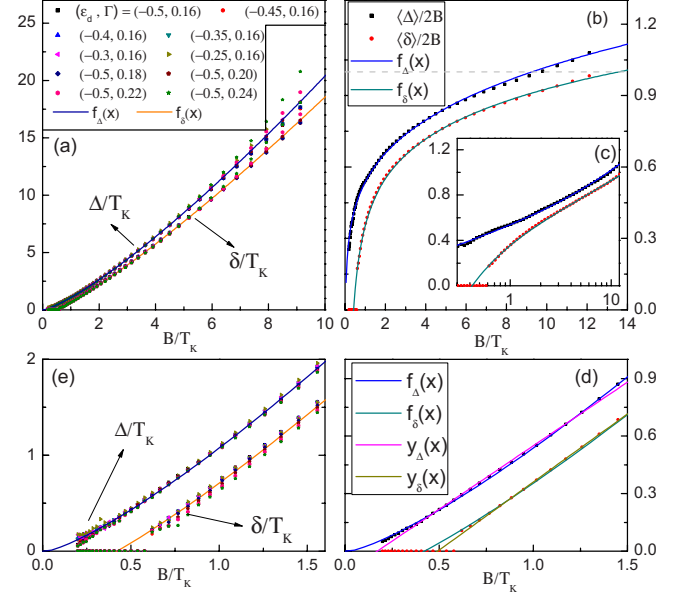 (ε_d, Γ) = (-0.5, 0.16) (-0.45, 0.16)
(-0.4, 0.16) (-0.35, 0.16)
(-0.3, 0.16) (-0.25, 0.16)
(-0.5, 0.18) (-0.5, 0.20)
(-0.5, 0.22) (-0.5, 0.24)
f_Δ(x) f_δ(x)
25
20
15
10
5
0
(a)
Δ/T_K
δ/T_K
0 2 4 6 8 10
B/T_K
(b)
⟨Δ⟩/2B
⟨δ⟩/2B
f_Δ(x)
f_δ(x)
1.2
0.9
0.6
0.3
0.0
(c)
1.2
0.8
0.4
0.0
1 10
0 2 4 6 8 10 12 14
B/T_K
(e)
2
1
0
Δ/T_K
δ/T_K
0.0 0.5 1.0 1.5
B/T_K
(d)
f_Δ(x)
f_δ(x)
y_Δ(x)
y_δ(x)
0.9
0.6
0.3
0.0
0.0 0.5 1.0 1.5
B/T_K